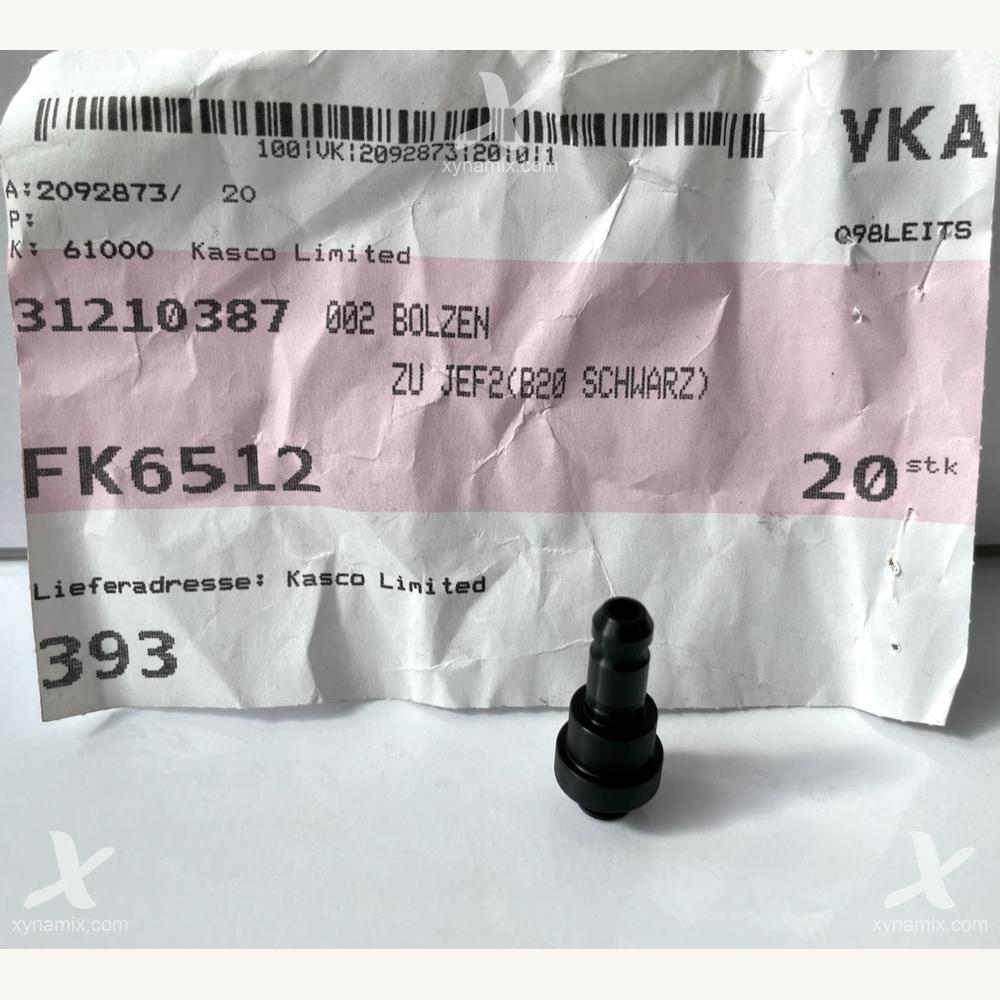 100|VK|2092873|20|0|1
VKA
A:2092873/ 20
P:
098LEITS
K: 61000 Kasco Limited
31210387 002 BOLZEN
ZU JEF2(B20 SCHWARZ)
FK6512
20 stk
Lieferadresse: Kasco Limited
393
xynamix.com
xynamix.com
xynamix.com